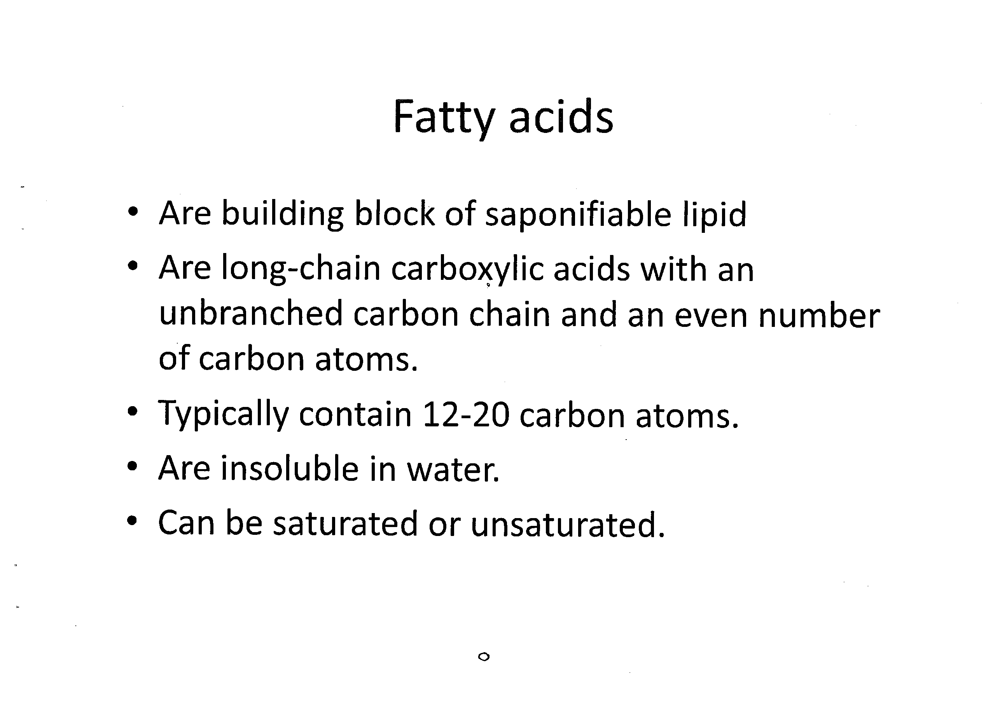 Fatty acids
• Are building block of saponifiable lipid
• Are long-chain carboxylic acids with an
unbranched carbon chain and an even number
of carbon atoms.
• Typically contain 12-20 carbon atoms.
• Are insoluble in water.
• Can be saturated or unsaturated.